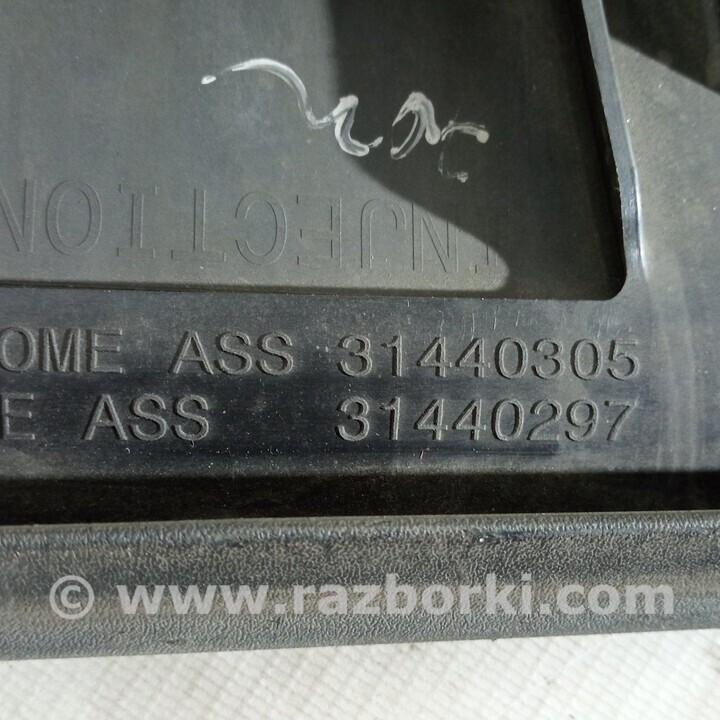 INJECTION
OME ASS 31440305
E ASS 31440297
© www.razborki.com